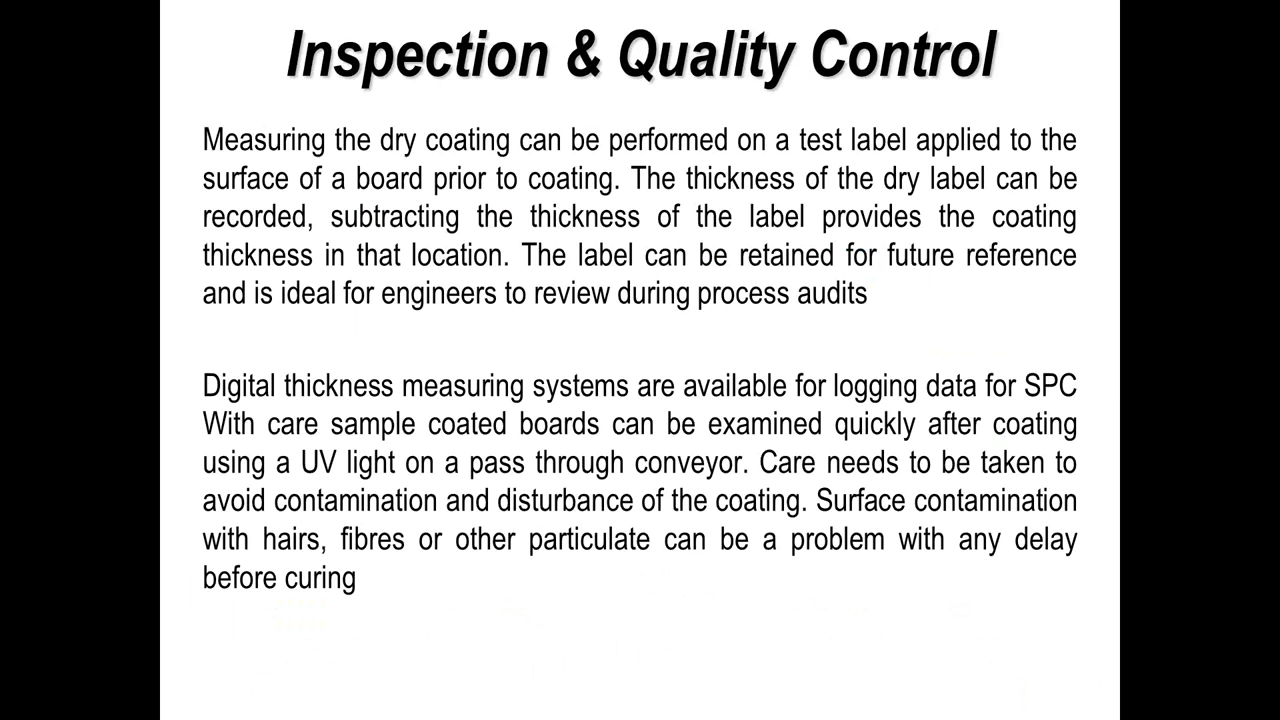 Inspection & Quality Control
Measuring the dry coating can be performed on a test label applied to the
surface of a board prior to coating. The thickness of the dry label can be
recorded, subtracting the thickness of the label provides the coating
thickness in that location. The label can be retained for future reference
and is ideal for engineers to review during process audits
Digital thickness measuring systems are available for logging data for SPC
With care sample coated boards can be examined quickly after coating
using a UV light on a pass through conveyor. Care needs to be taken to
avoid contamination and disturbance of the coating. Surface contamination
with hairs, fibres or other particulate can be a problem with any delay
before curing